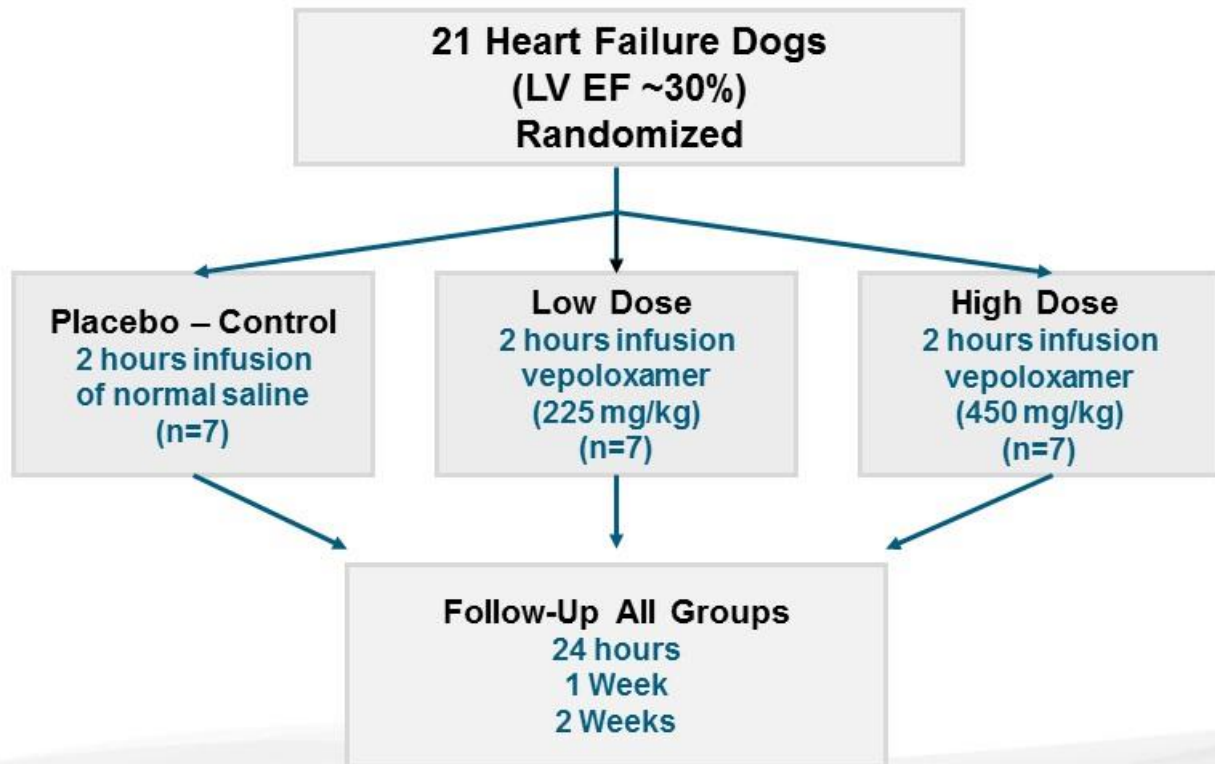 21 Heart Failure Dogs
(LV EF ~30%)
Randomized
Placebo – Control
2 hours infusion
of normal saline
(n=7)
Low Dose
2 hours infusion
vepoloxamer
(225 mg/kg)
(n=7)
High Dose
2 hours infusion
vepoloxamer
(450 mg/kg)
(n=7)
Follow-Up All Groups
24 hours
1 Week
2 Weeks